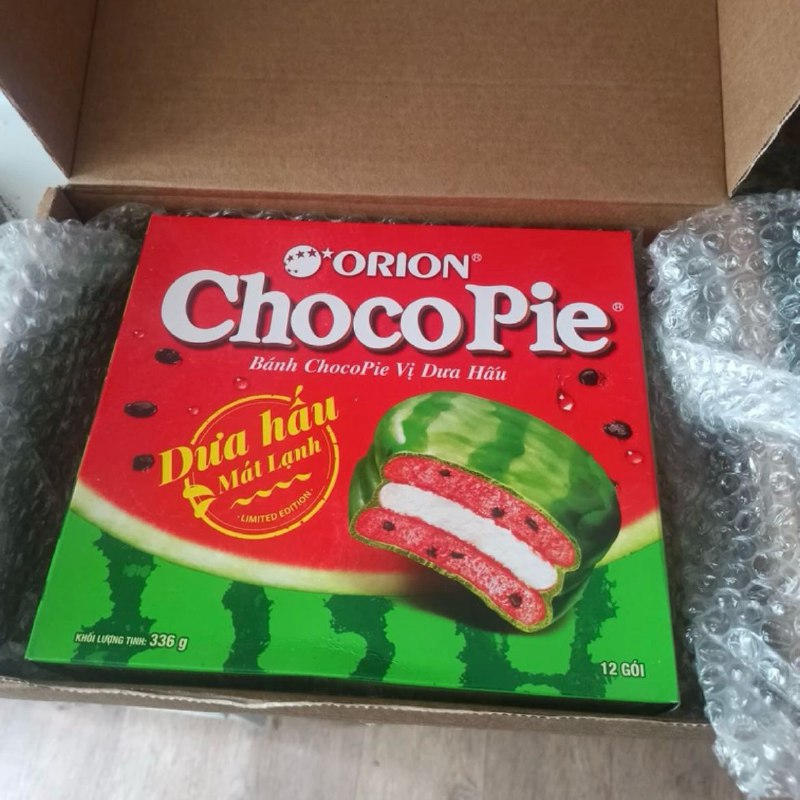 ORION®
ChocoPie®
Bánh ChocoPie Vị Dưa Hấu
Dưa hấu
Mát Lạnh
· LIMITED EDITION ·
KHỐI LƯỢNG TỊNH: 336 g
12 GÓI